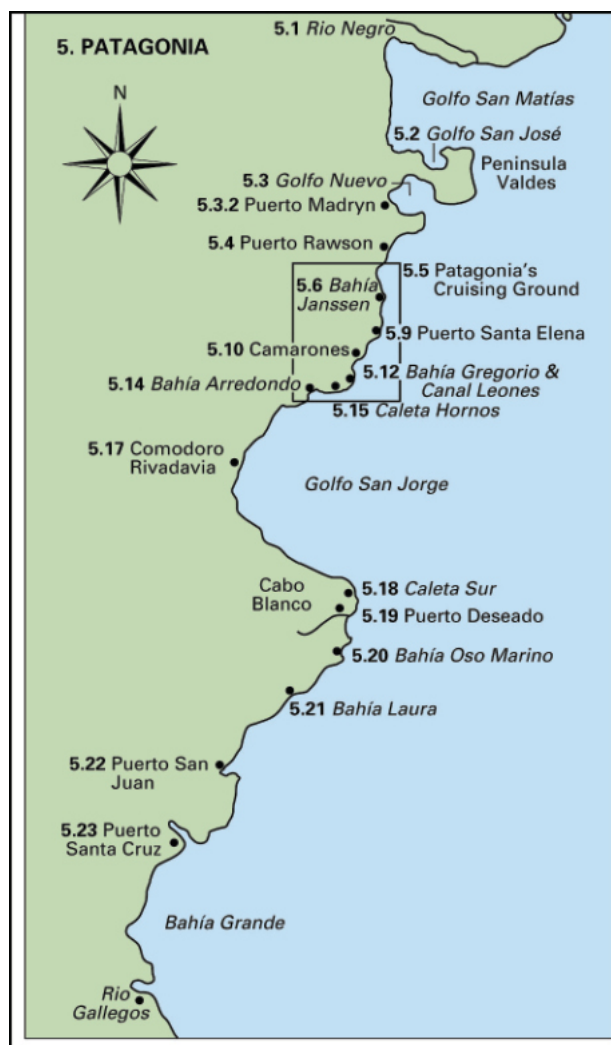 5.1 Rio Negro
5. PATAGONIA
N
Golfo San Matías
5.2 Golfo San José
Peninsula
Valdes
5.3 Golfo Nuevo
5.3.2 Puerto Madryn
5.4 Puerto Rawson
5.5 Patagonia's
Cruising Ground
5.6 Bahía
Janssen
5.9 Puerto Santa Elena
5.10 Camarones
5.12 Bahía Gregorio &
Canal Leones
5.14 Bahía Arredondo
5.15 Caleta Hornos
5.17 Comodoro
Rivadavia
Golfo San Jorge
Cabo
Blanco
5.18 Caleta Sur
5.19 Puerto Deseado
5.20 Bahía Oso Marino
5.21 Bahía Laura
5.22 Puerto San
Juan
5.23 Puerto
Santa Cruz
Bahía Grande
Rio
Gallegos